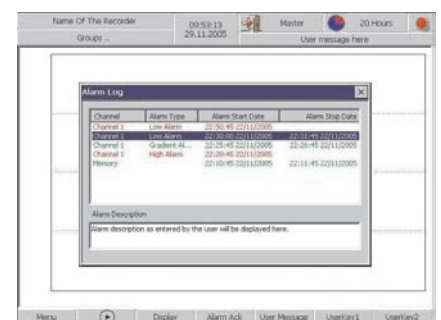 Name Of The Recorder
09:53:13
Master
20 Hours
Groups ...
29.11.2005
User message here
Alarm Log
Channel Alarm Type Alarm Start Date Alarm Stop Date
Channel 1 Low Alarm 22:50:45 22/11/2005
Channel 1 Low Alarm 22:30:00 22/11/2005 22:31:45 22/11/2005
Channel 1 Gradient Al... 22:25:45 22/11/2005 22:26:45 22/11/2005
Channel 1 High Alarm 22:20:45 22/11/2005
Memory 22:10:45 22/11/2005 22:11:45 22/11/2005
Alarm Description
Alarm description as entered by the user will be displayed here.
Menu Display Alarm Ack User Message UserKey1 UserKey2